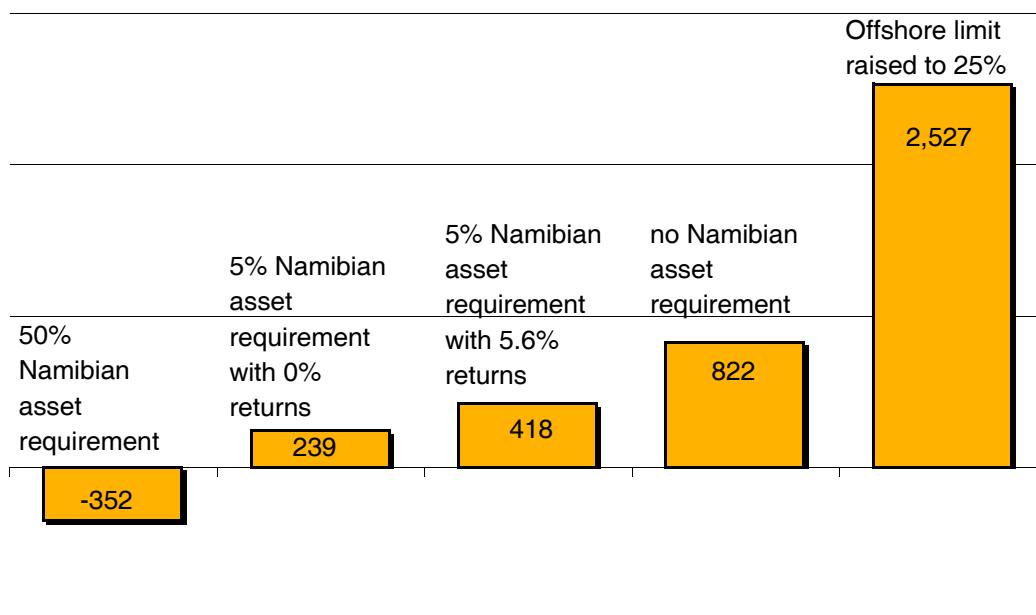 50%
Namibian
asset
requirement
-352
5% Namibian
asset
requirement
with 0%
returns
239
5% Namibian
asset
requirement
with 5.6%
returns
418
no Namibian
asset
requirement
822
Offshore limit
raised to 25%
2,527